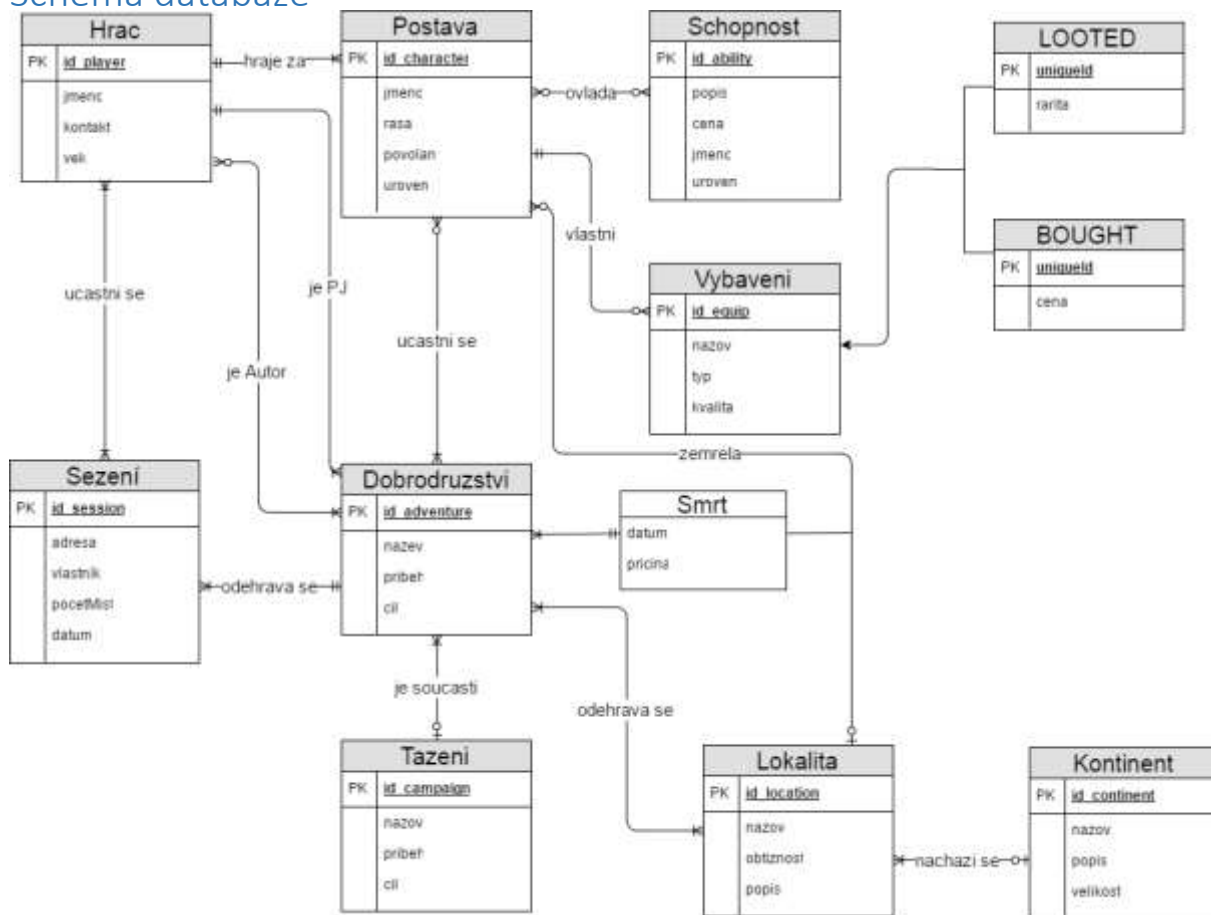 Schéma databáze
Hrac
PK id_player
jmeno
kontakt
vek
hraje za
Postava
PK id_character
jmeno
rasa
povolan
uroven
ovlada
Schopnost
PK id_ability
popis
cena
jmeno
uroven
LOOTED
PK uniqueId
rarita
BOUGHT
PK uniqueId
cena
vlastni
Vybaveni
PK id_equip
nazov
typ
kvalita
ucastni se
je PJ
je Autor
ucastni se
zemrela
Sezení
PK id_session
adresa
vlastnik
pocetMist
datum
odehrava se
Dobrodruzstvi
PK id_adventure
nazev
pribeh
cil
Smrt
datum
pricina
je soucasti
odehrava se
Tazeni
PK id_campaign
nazov
pribeh
cil
Lokalita
PK id_location
nazov
obtiznost
popis
nachazi se
Kontinent
PK id_continent
nazov
popis
velikost